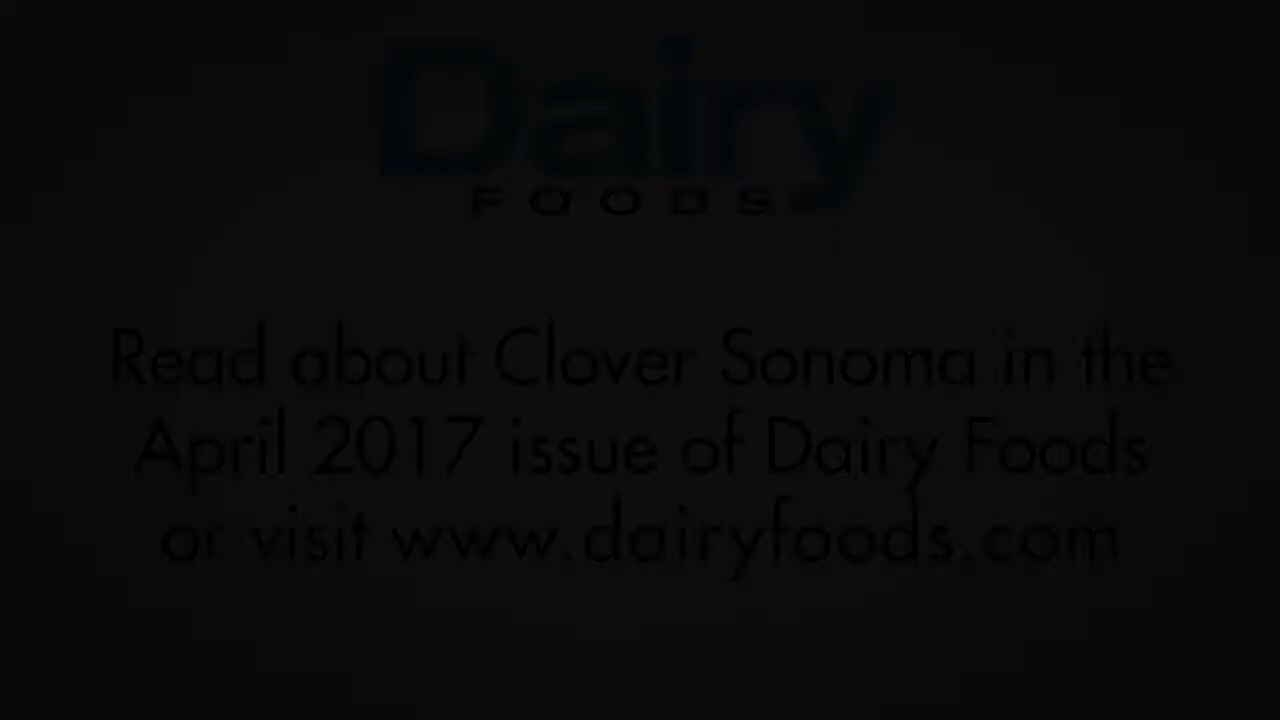 Dairy
FOODS
Read about Clover Sonoma in the
April 2017 issue of Dairy Foods
or visit www.dairyfoods.com